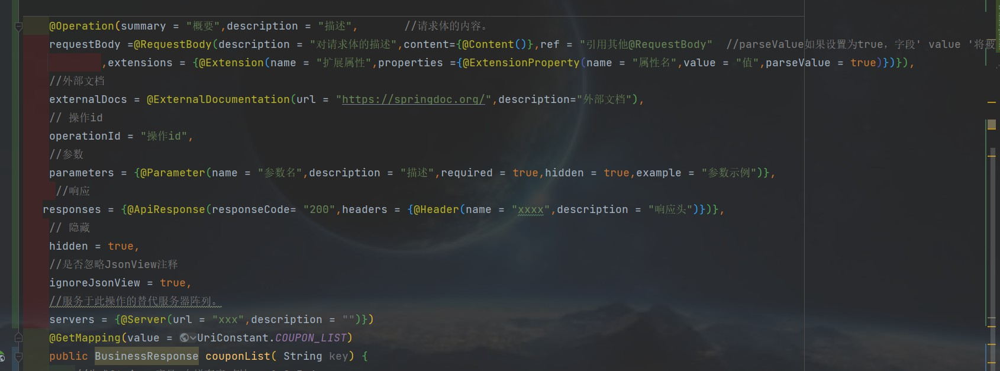 @Operation(summary = "概要",description = "描述",       //请求体的内容。
requestBody =@RequestBody(description = "对请求体的描述",content={@Content()},ref = "引用其他@RequestBody"  //parseValue如果设置为true，字段' value '将被
,extensions = {@Extension(name = "扩展属性",properties ={@ExtensionProperty(name = "属性名",value = "值",parseValue = true)})}),
//外部文档
externalDocs = @ExternalDocumentation(url = "https://springdoc.org/",description="外部文档"),
// 操作id
operationId = "操作id",
//参数
parameters = {@Parameter(name = "参数名",description = "描述",required = true,hidden = true,example = "参数示例")},
//响应
responses = {@ApiResponse(responseCode= "200",headers = {@Header(name = "xxxx",description = "响应头")})},
// 隐藏
hidden = true,
//是否忽略JsonView注释
ignoreJsonView = true,
//服务于此操作的替代服务器阵列。
servers = {@Server(url = "xxx",description = "")})
@GetMapping(value = UriConstant.COUPON_LIST)
public BusinessResponse couponList( String key) {